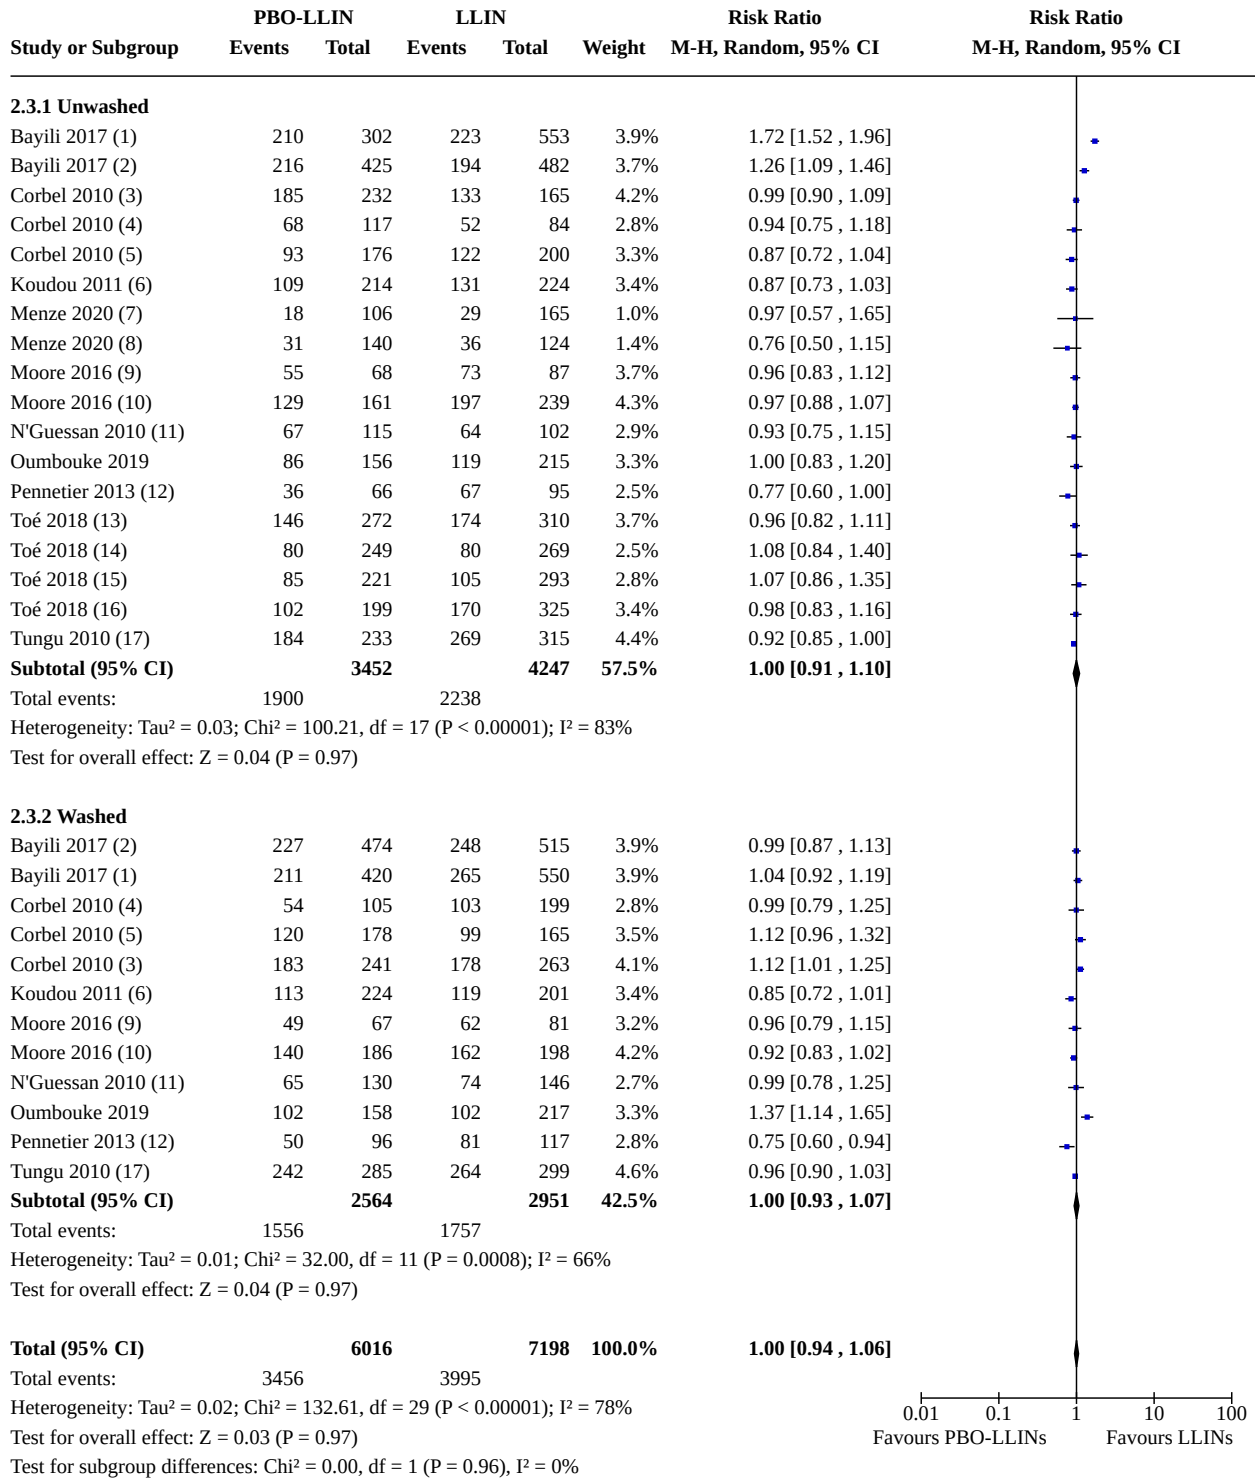 PBO-LLIN LLIN Risk Ratio Risk Ratio
Study or Subgroup Events Total Events Total Weight M-H, Random, 95% CI M-H, Random, 95% CI
2.3.1 Unwashed
Bayili 2017 (1) 210 302 223 553 3.9% 1.72 [1.52 , 1.96]
Bayili 2017 (2) 216 425 194 482 3.7% 1.26 [1.09 , 1.46]
Corbel 2010 (3) 185 232 133 165 4.2% 0.99 [0.90 , 1.09]
Corbel 2010 (4) 68 117 52 84 2.8% 0.94 [0.75 , 1.18]
Corbel 2010 (5) 93 176 122 200 3.3% 0.87 [0.72 , 1.04]
Koudou 2011 (6) 109 214 131 224 3.4% 0.87 [0.73 , 1.03]
Menze 2020 (7) 18 106 29 165 1.0% 0.97 [0.57 , 1.65]
Menze 2020 (8) 31 140 36 124 1.4% 0.76 [0.50 , 1.15]
Moore 2016 (9) 55 68 73 87 3.7% 0.96 [0.83 , 1.12]
Moore 2016 (10) 129 161 197 239 4.3% 0.97 [0.88 , 1.07]
N'Guessan 2010 (11) 67 115 64 102 2.9% 0.93 [0.75 , 1.15]
Oumbouke 2019 86 156 119 215 3.3% 1.00 [0.83 , 1.20]
Pennetier 2013 (12) 36 66 67 95 2.5% 0.77 [0.60 , 1.00]
Toé 2018 (13) 146 272 174 310 3.7% 0.96 [0.82 , 1.11]
Toé 2018 (14) 80 249 80 269 2.5% 1.08 [0.84 , 1.40]
Toé 2018 (15) 85 221 105 293 2.8% 1.07 [0.86 , 1.35]
Toé 2018 (16) 102 199 170 325 3.4% 0.98 [0.83 , 1.16]
Tungu 2010 (17) 184 233 269 315 4.4% 0.92 [0.85 , 1.00]
Subtotal (95% CI) 3452 4247 57.5% 1.00 [0.91 , 1.10]
Total events: 1900 2238
Heterogeneity: Tau² = 0.03; Chi² = 100.21, df = 17 (P < 0.00001); I² = 83%
Test for overall effect: Z = 0.04 (P = 0.97)
2.3.2 Washed
Bayili 2017 (2) 227 474 248 515 3.9% 0.99 [0.87 , 1.13]
Bayili 2017 (1) 211 420 265 550 3.9% 1.04 [0.92 , 1.19]
Corbel 2010 (4) 54 105 103 199 2.8% 0.99 [0.79 , 1.25]
Corbel 2010 (5) 120 178 99 165 3.5% 1.12 [0.96 , 1.32]
Corbel 2010 (3) 183 241 178 263 4.1% 1.12 [1.01 , 1.25]
Koudou 2011 (6) 113 224 119 201 3.4% 0.85 [0.72 , 1.01]
Moore 2016 (9) 49 67 62 81 3.2% 0.96 [0.79 , 1.15]
Moore 2016 (10) 140 186 162 198 4.2% 0.92 [0.83 , 1.02]
N'Guessan 2010 (11) 65 130 74 146 2.7% 0.99 [0.78 , 1.25]
Oumbouke 2019 102 158 102 217 3.3% 1.37 [1.14 , 1.65]
Pennetier 2013 (12) 50 96 81 117 2.8% 0.75 [0.60 , 0.94]
Tungu 2010 (17) 242 285 264 299 4.6% 0.96 [0.90 , 1.03]
Subtotal (95% CI) 2564 2951 42.5% 1.00 [0.93 , 1.07]
Total events: 1556 1757
Heterogeneity: Tau² = 0.01; Chi² = 32.00, df = 11 (P = 0.0008); I² = 66%
Test for overall effect: Z = 0.04 (P = 0.97)
Total (95% CI) 6016 7198 100.0% 1.00 [0.94 , 1.06]
Total events: 3456 3995
Heterogeneity: Tau² = 0.02; Chi² = 132.61, df = 29 (P < 0.00001); I² = 78%
0.01 0.1 1 10 100
Test for overall effect: Z = 0.03 (P = 0.97) Favours PBO-LLINs Favours LLINs
Test for subgroup differences: Chi² = 0.00, df = 1 (P = 0.96), I² = 0%